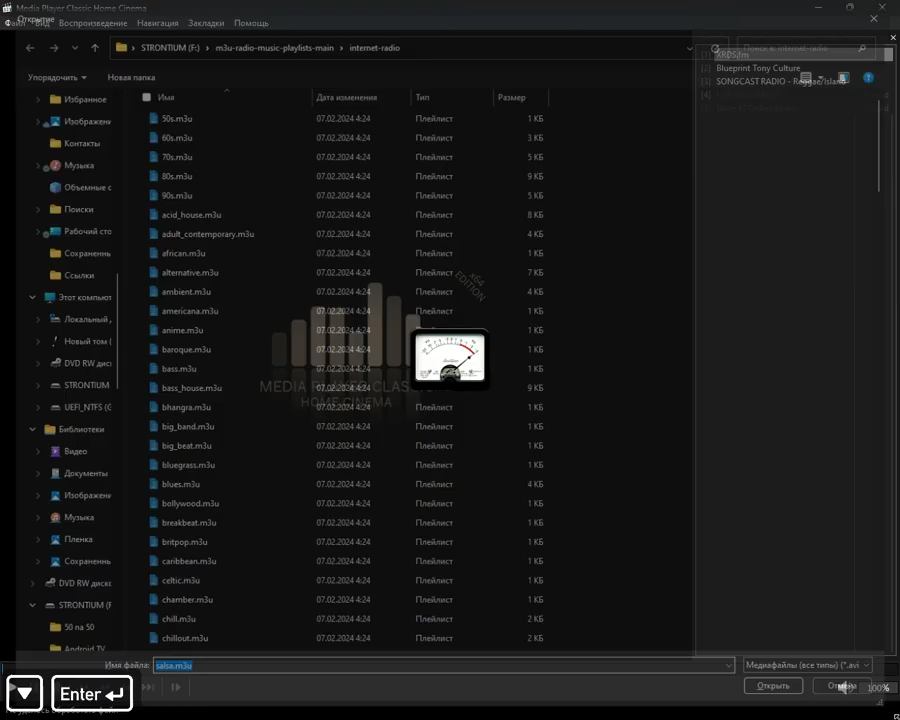 Media Player Classic Home Cinema
Открытие
Файл Вид Воспроизведение Навигация Закладки Помощь
STRONTIUM (F:) › m3u-radio-music-playlists-main › internet-radio
Поиск в: internet-radio
[1] XRDS.fm
[2] Blueprint Tony Culture
[3] SONGCAST RADIO - Reggae/Island
[4]
Упорядочить Новая папка
Имя Дата изменения Тип Размер
Избранное
Изображени
Контакты
Музыка
Объемные с
Поиски
Рабочий сто
Сохраненнь
Ссылки
Этот компьют
Локальный ,
Новый том (
DVD RW дис
STRONTIUM
UEFI_NTFS (G
Библиотеки
Видео
Документы
Изображени
Музыка
Пленка
Сохраненнь
DVD RW диско
STRONTIUM (F
50 na 50
Android TV
50s.m3u 07.02.2024 4:24 Плейлист 1 КБ
60s.m3u 07.02.2024 4:24 Плейлист 3 КБ
70s.m3u 07.02.2024 4:24 Плейлист 5 КБ
80s.m3u 07.02.2024 4:24 Плейлист 9 КБ
90s.m3u 07.02.2024 4:24 Плейлист 5 КБ
acid_house.m3u 07.02.2024 4:24 Плейлист 8 КБ
adult_contemporary.m3u 07.02.2024 4:24 Плейлист 4 КБ
african.m3u 07.02.2024 4:24 Плейлист 1 КБ
alternative.m3u 07.02.2024 4:24 Плейлист 7 КБ
ambient.m3u 07.02.2024 4:24 Плейлист 4 КБ
americana.m3u 07.02.2024 4:24 Плейлист 1 КБ
anime.m3u 07.02.2024 4:24 Плейлист 1 КБ
baroque.m3u 07.02.2024 4:24 1 КБ
bass.m3u 07.02.2024 4:24 1 КБ
bass_house.m3u 07.02.2024 4:24 9 КБ
bhangra.m3u 07.02.2024 4:24 Плейлист 1 КБ
big_band.m3u 07.02.2024 4:24 Плейлист 1 КБ
big_beat.m3u 07.02.2024 4:24 Плейлист 1 КБ
bluegrass.m3u 07.02.2024 4:24 Плейлист 1 КБ
blues.m3u 07.02.2024 4:24 Плейлист 4 КБ
bollywood.m3u 07.02.2024 4:24 Плейлист 1 КБ
breakbeat.m3u 07.02.2024 4:24 Плейлист 1 КБ
britpop.m3u 07.02.2024 4:24 Плейлист 1 КБ
caribbean.m3u 07.02.2024 4:24 Плейлист 1 КБ
celtic.m3u 07.02.2024 4:24 Плейлист 1 КБ
chamber.m3u 07.02.2024 4:24 Плейлист 1 КБ
chill.m3u 07.02.2024 4:24 Плейлист 2 КБ
chillout.m3u 07.02.2024 4:24 Плейлист 2 КБ
x64
EDITION
MEDIA PLAYER CLASSIC
HOME CINEMA
Имя файла: salsa.m3u Медиафайлы (все типы) (*.avi
Открыть Отмена
100%
Enter